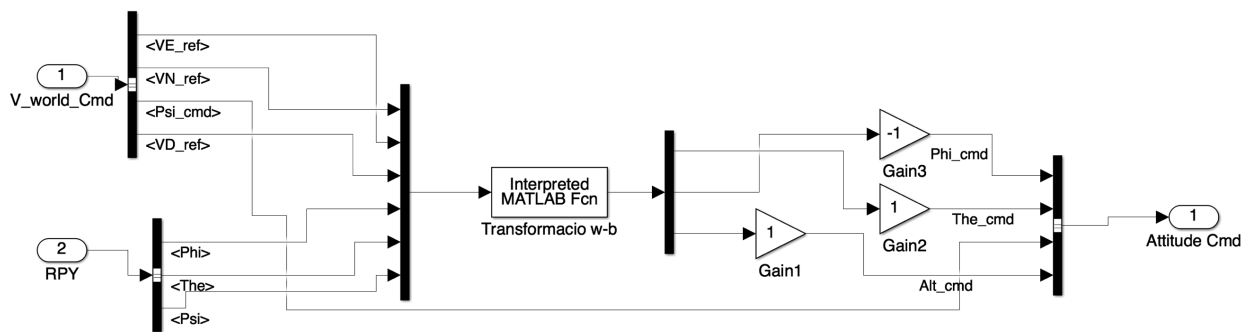 1
V_world_Cmd
<VE_ref>
<VN_ref>
<Psi_cmd>
<VD_ref>
2
RPY
<Phi>
<The>
<Psi>
Interpreted
MATLAB Fcn
Transformacio w-b
-1
Gain3
1
Gain2
1
Gain1
Phi_cmd
The_cmd
Alt_cmd
1
Attitude Cmd